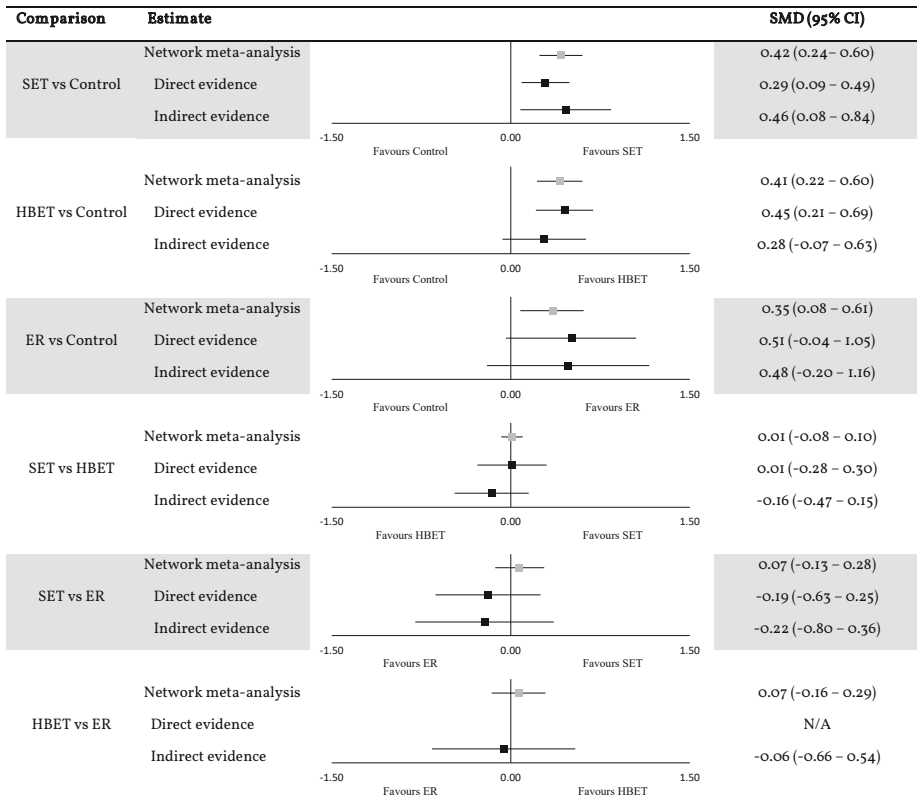 Comparison Estimate SMD (95% CI)
Network meta-analysis 0.42 (0.24– 0.60)
SET vs Control Direct evidence 0.29 (0.09 – 0.49)
Indirect evidence 0.46 (0.08 – 0.84)
-1.50 0.00 1.50
Favours Control Favours SET
Network meta-analysis 0.41 (0.22 – 0.60)
HBET vs Control Direct evidence 0.45 (0.21 – 0.69)
Indirect evidence 0.28 (-0.07 – 0.63)
-1.50 0.00 1.50
Favours Control Favours HBET
Network meta-analysis 0.35 (0.08 – 0.61)
ER vs Control Direct evidence 0.51 (-0.04 – 1.05)
Indirect evidence 0.48 (-0.20 – 1.16)
-1.50 0.00 1.50
Favours Control Favours ER
Network meta-analysis 0.01 (-0.08 – 0.10)
SET vs HBET Direct evidence 0.01 (-0.28 – 0.30)
Indirect evidence -0.16 (-0.47 – 0.15)
-1.50 0.00 1.50
Favours HBET Favours SET
Network meta-analysis 0.07 (-0.13 – 0.28)
SET vs ER Direct evidence -0.19 (-0.63 – 0.25)
Indirect evidence -0.22 (-0.80 – 0.36)
-1.50 0.00 1.50
Favours ER Favours SET
Network meta-analysis 0.07 (-0.16 – 0.29)
HBET vs ER Direct evidence N/A
Indirect evidence -0.06 (-0.66 – 0.54)
-1.50 0.00 1.50
Favours ER Favours HBET